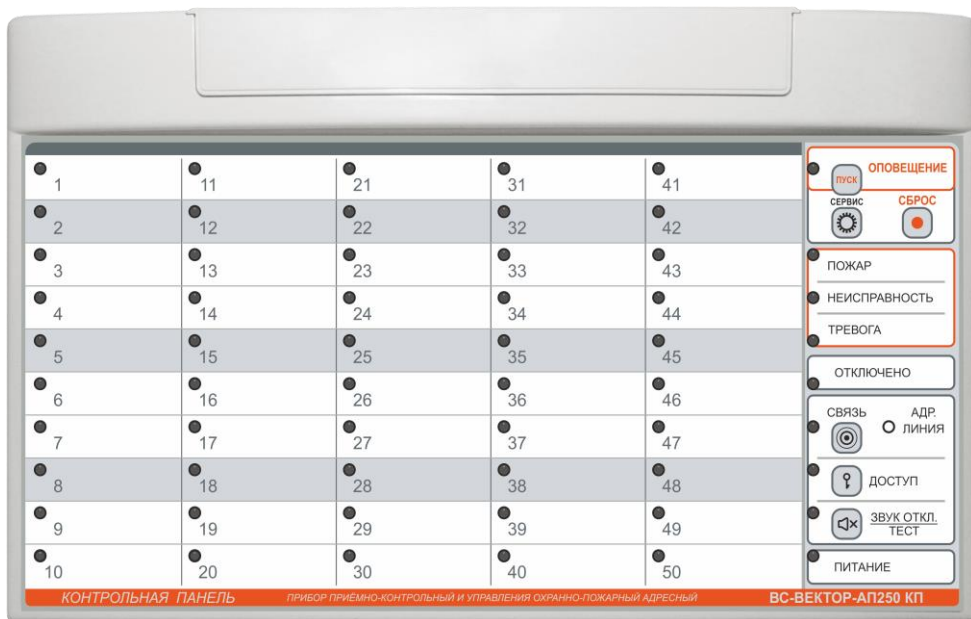 1 11 21 31 41
2 12 22 32 42
3 13 23 33 43
4 14 24 34 44
5 15 25 35 45
6 16 26 36 46
7 17 27 37 47
8 18 28 38 48
9 19 29 39 49
10 20 30 40 50
ОПОВЕЩЕНИЕ
ПУСК
СЕРВИС СБРОС
ПОЖАР
НЕИСПРАВНОСТЬ
ТРЕВОГА
ОТКЛЮЧЕНО
СВЯЗЬ АДР.
ЛИНИЯ
ДОСТУП
ЗВУК ОТКЛ.
ТЕСТ
ПИТАНИЕ
КОНТРОЛЬНАЯ ПАНЕЛЬ ПРИБОР ПРИЁМНО-КОНТРОЛЬНЫЙ И УПРАВЛЕНИЯ ОХРАННО-ПОЖАРНЫЙ АДРЕСНЫЙ ВС-ВЕКТОР-АП250 КП